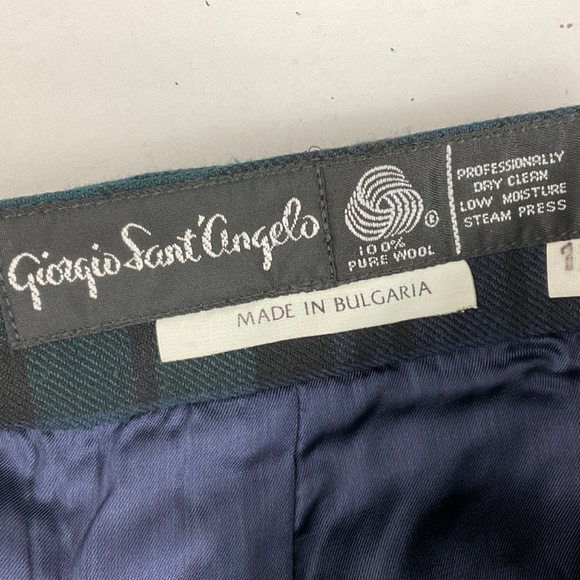 Giorgio Sant'Angelo
®
100%
PURE WOOL
PROFESSIONALLY
DRY CLEAN
LOW MOISTURE
STEAM PRESS
MADE IN BULGARIA